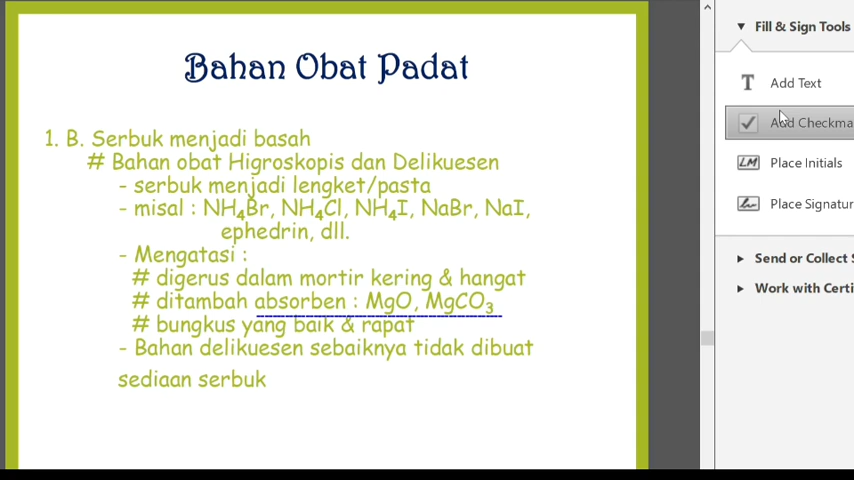 Bahan Obat Padat
1. B. Serbuk menjadi basah
# Bahan obat Higroskopis dan Delikuesen
- serbuk menjadi lengket/pasta
- misal : NH₄Br, NH₄Cl, NH₄I, NaBr, NaI,
ephedrin, dll.
- Mengatasi :
# digerus dalam mortir kering & hangat
# ditambah absorben : MgO, MgCO₃
# bungkus yang baik & rapat
- Bahan delikuesen sebaiknya tidak dibuat
sediaan serbuk
Fill & Sign Tools
T Add Text
Add Checkma
LM Place Initials
Place Signatur
Send or Collect S
Work with Certi